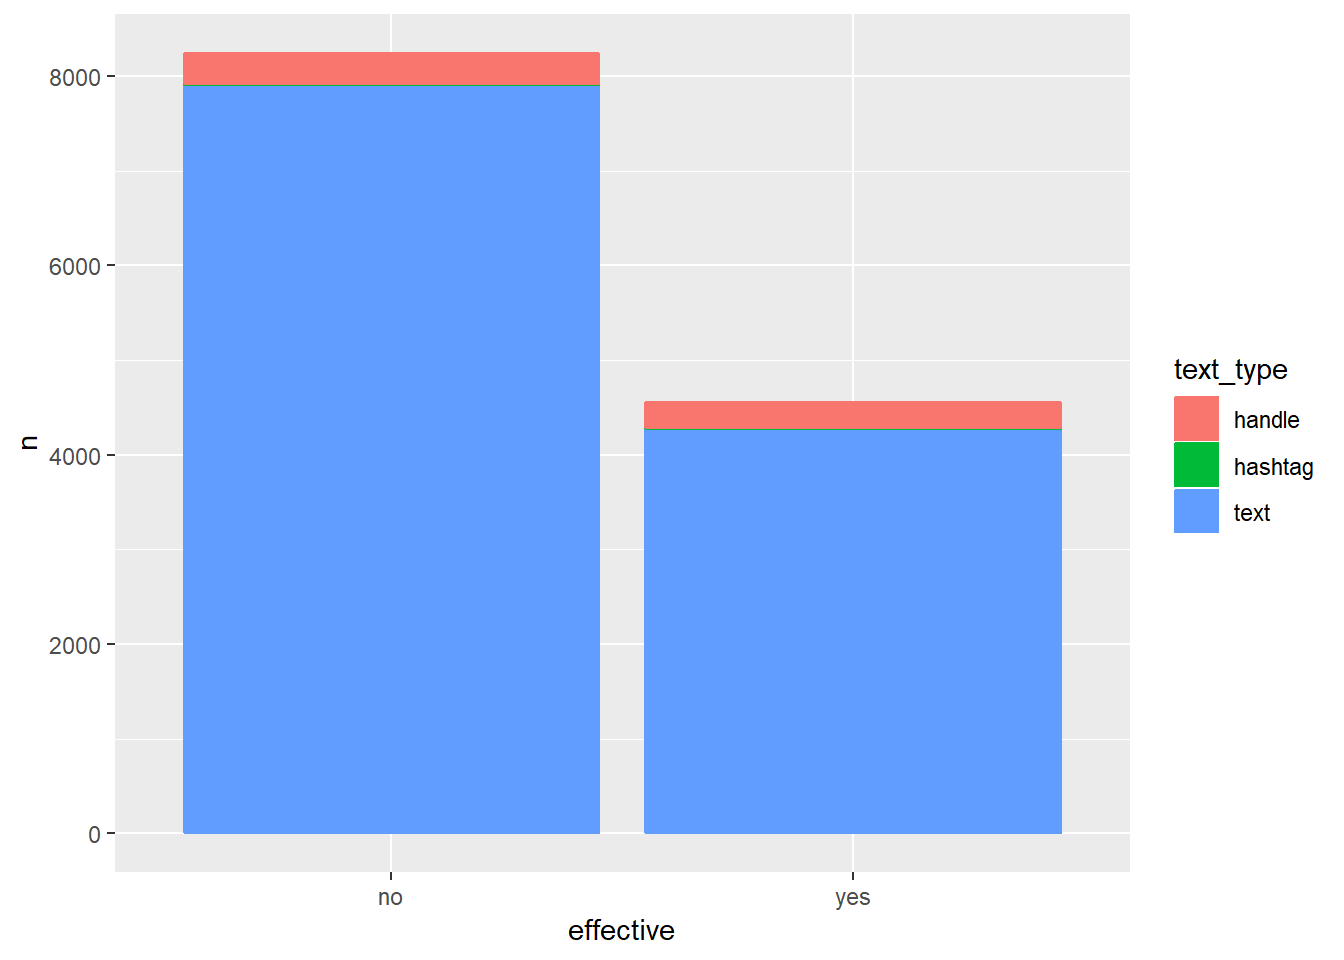 8000
6000
4000
2000
0
n
no
yes
effective
text_type
handle
hashtag
text